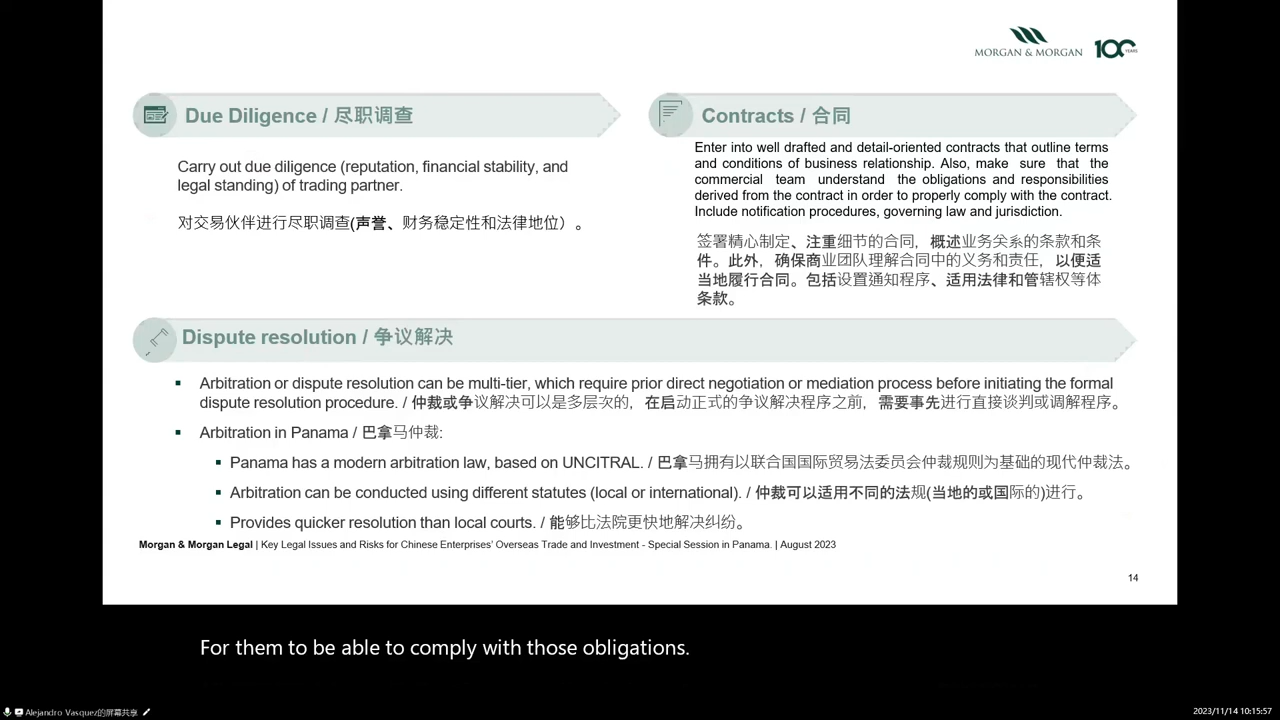 MORGAN & MORGAN
100 YEARS
Due Diligence / 尽职调查
Carry out due diligence (reputation, financial stability, and
legal standing) of trading partner.
对交易伙伴进行尽职调查(声誉、财务稳定性和法律地位）。
Contracts / 合同
Enter into well drafted and detail-oriented contracts that outline terms
and conditions of business relationship. Also, make sure that the
commercial team understand the obligations and responsibilities
derived from the contract in order to properly comply with the contract.
Include notification procedures, governing law and jurisdiction.
签署精心制定、注重细节的合同，概述业务关系的条款和条
件。此外，确保商业团队理解合同中的义务和责任，以便适
当地履行合同。包括设置通知程序、适用法律和管辖权等体
条款。
Dispute resolution / 争议解决
▪ Arbitration or dispute resolution can be multi-tier, which require prior direct negotiation or mediation process before initiating the formal
dispute resolution procedure. / 仲裁或争议解决可以是多层次的，在启动正式的争议解决程序之前，需要事先进行直接谈判或调解程序。
▪ Arbitration in Panama / 巴拿马仲裁:
▪ Panama has a modern arbitration law, based on UNCITRAL. / 巴拿马拥有以联合国国际贸易法委员会仲裁规则为基础的现代仲裁法。
▪ Arbitration can be conducted using different statutes (local or international). / 仲裁可以适用不同的法规(当地的或国际的)进行。
▪ Provides quicker resolution than local courts. / 能够比法院更快地解决纠纷。
Morgan & Morgan Legal | Key Legal Issues and Risks for Chinese Enterprises' Overseas Trade and Investment - Special Session in Panama. | August 2023
14
For them to be able to comply with those obligations.
Alejandro Vasquez的屏幕共享
2023/11/14 10:15:57